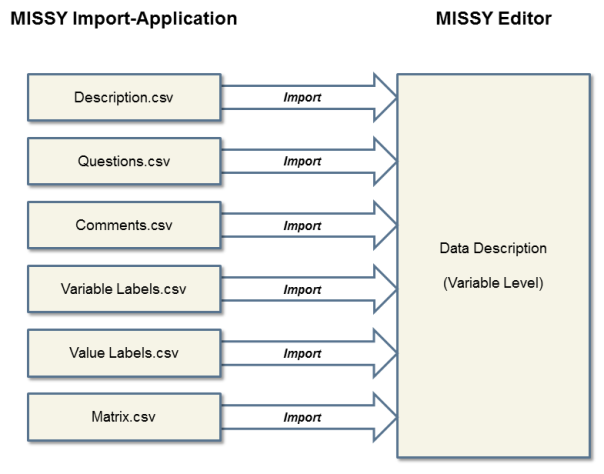 MISSY Import-Application
MISSY Editor
Description.csv
Import
Questions.csv
Import
Comments.csv
Import
Variable Labels.csv
Import
Value Labels.csv
Import
Matrix.csv
Import
Data Description
(Variable Level)